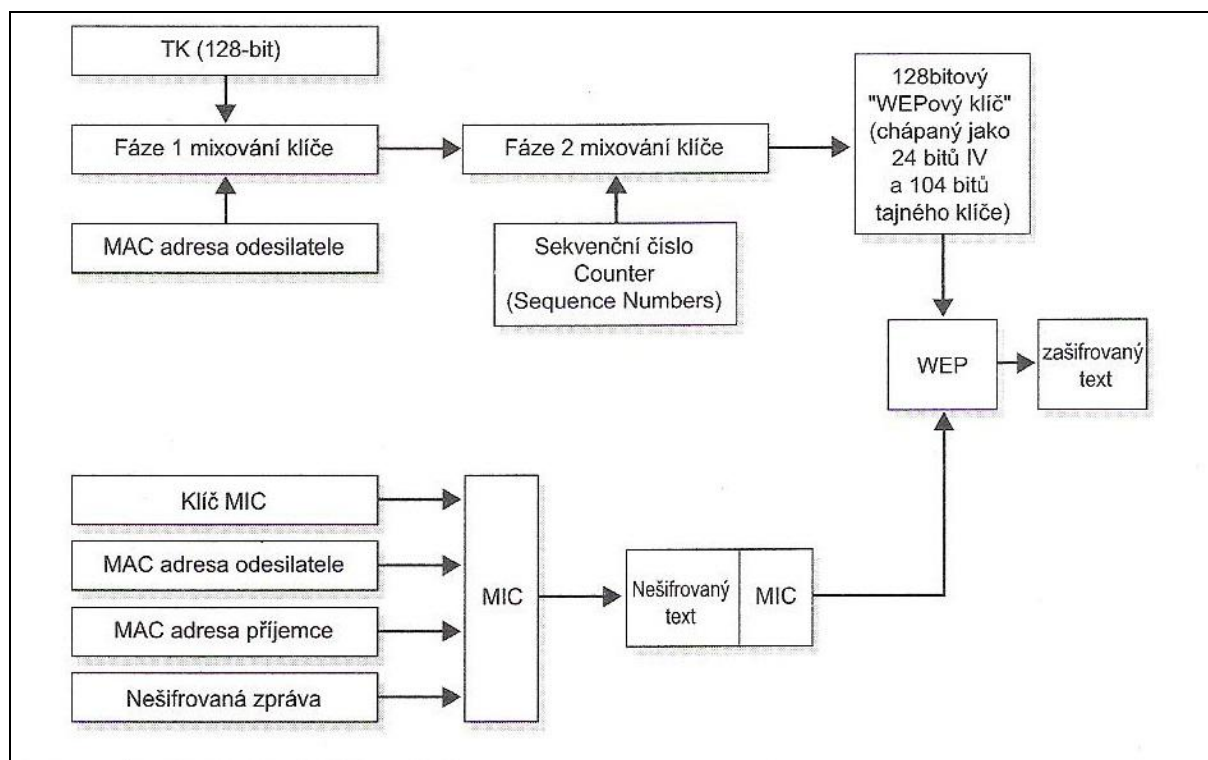 TK (128-bit)
Fáze 1 mixování klíče
MAC adresa odesilatele
Fáze 2 mixování klíče
Sekvenční číslo
Counter
(Sequence Numbers)
128bitový
"WEPový klíč"
(chápaný jako
24 bitů IV
a 104 bitů
tajného klíče)
WEP
zašifrovaný
text
Klíč MIC
MAC adresa odesilatele
MAC adresa příjemce
Nešifrovaná zpráva
MIC
Nešifrovaný
text
MIC